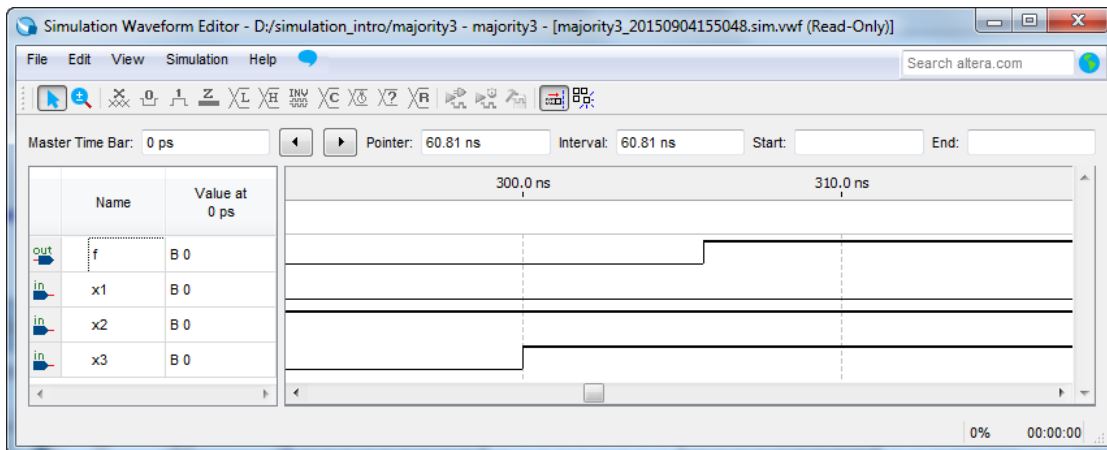 Simulation Waveform Editor - D:/simulation_intro/majority3 - majority3 - [majority3_20150904155048.sim.vwf (Read-Only)]
File Edit View Simulation Help Search altera.com
Master Time Bar: 0 ps Pointer: 60.81 ns Interval: 60.81 ns Start: End:
Name Value at 0 ps 300.0 ns 310.0 ns
out f B 0
in x1 B 0
in x2 B 0
in x3 B 0
0% 00:00:00